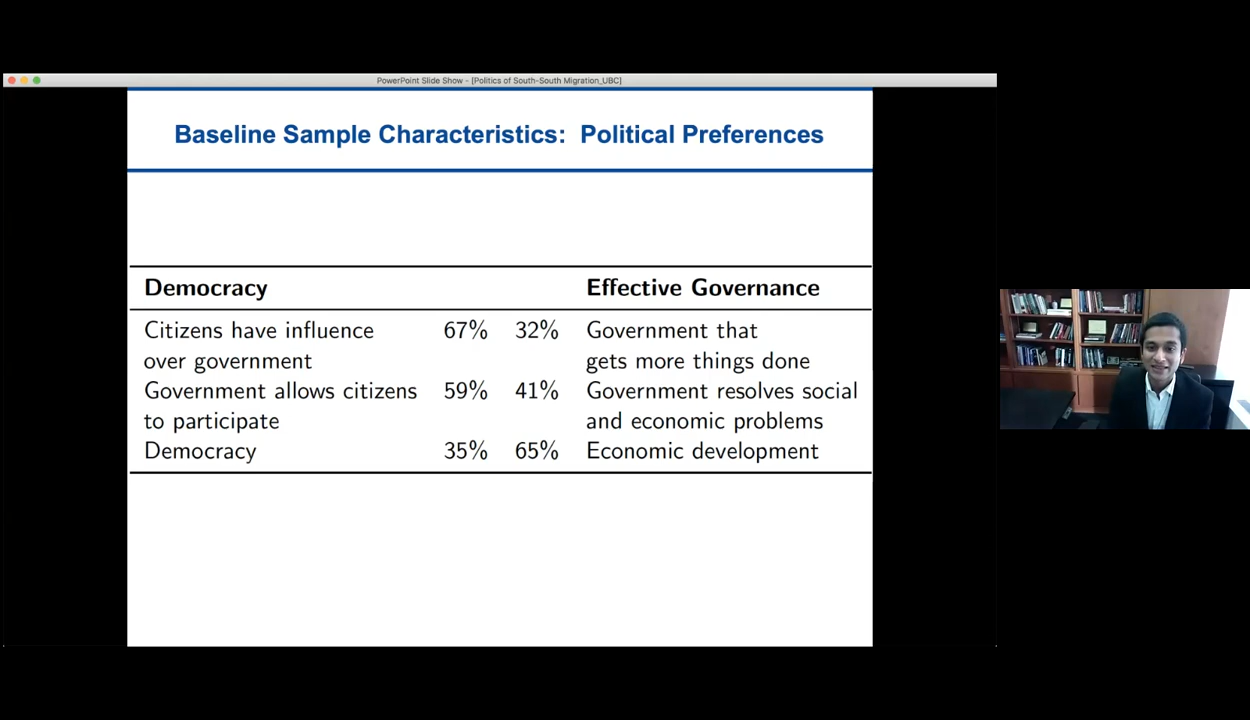 PowerPoint Slide Show - [Politics of South-South Migration_UBC]
Baseline Sample Characteristics: Political Preferences
Democracy Effective Governance
Citizens have influence 67% 32% Government that
over government gets more things done
Government allows citizens 59% 41% Government resolves social
to participate and economic problems
Democracy 35% 65% Economic development